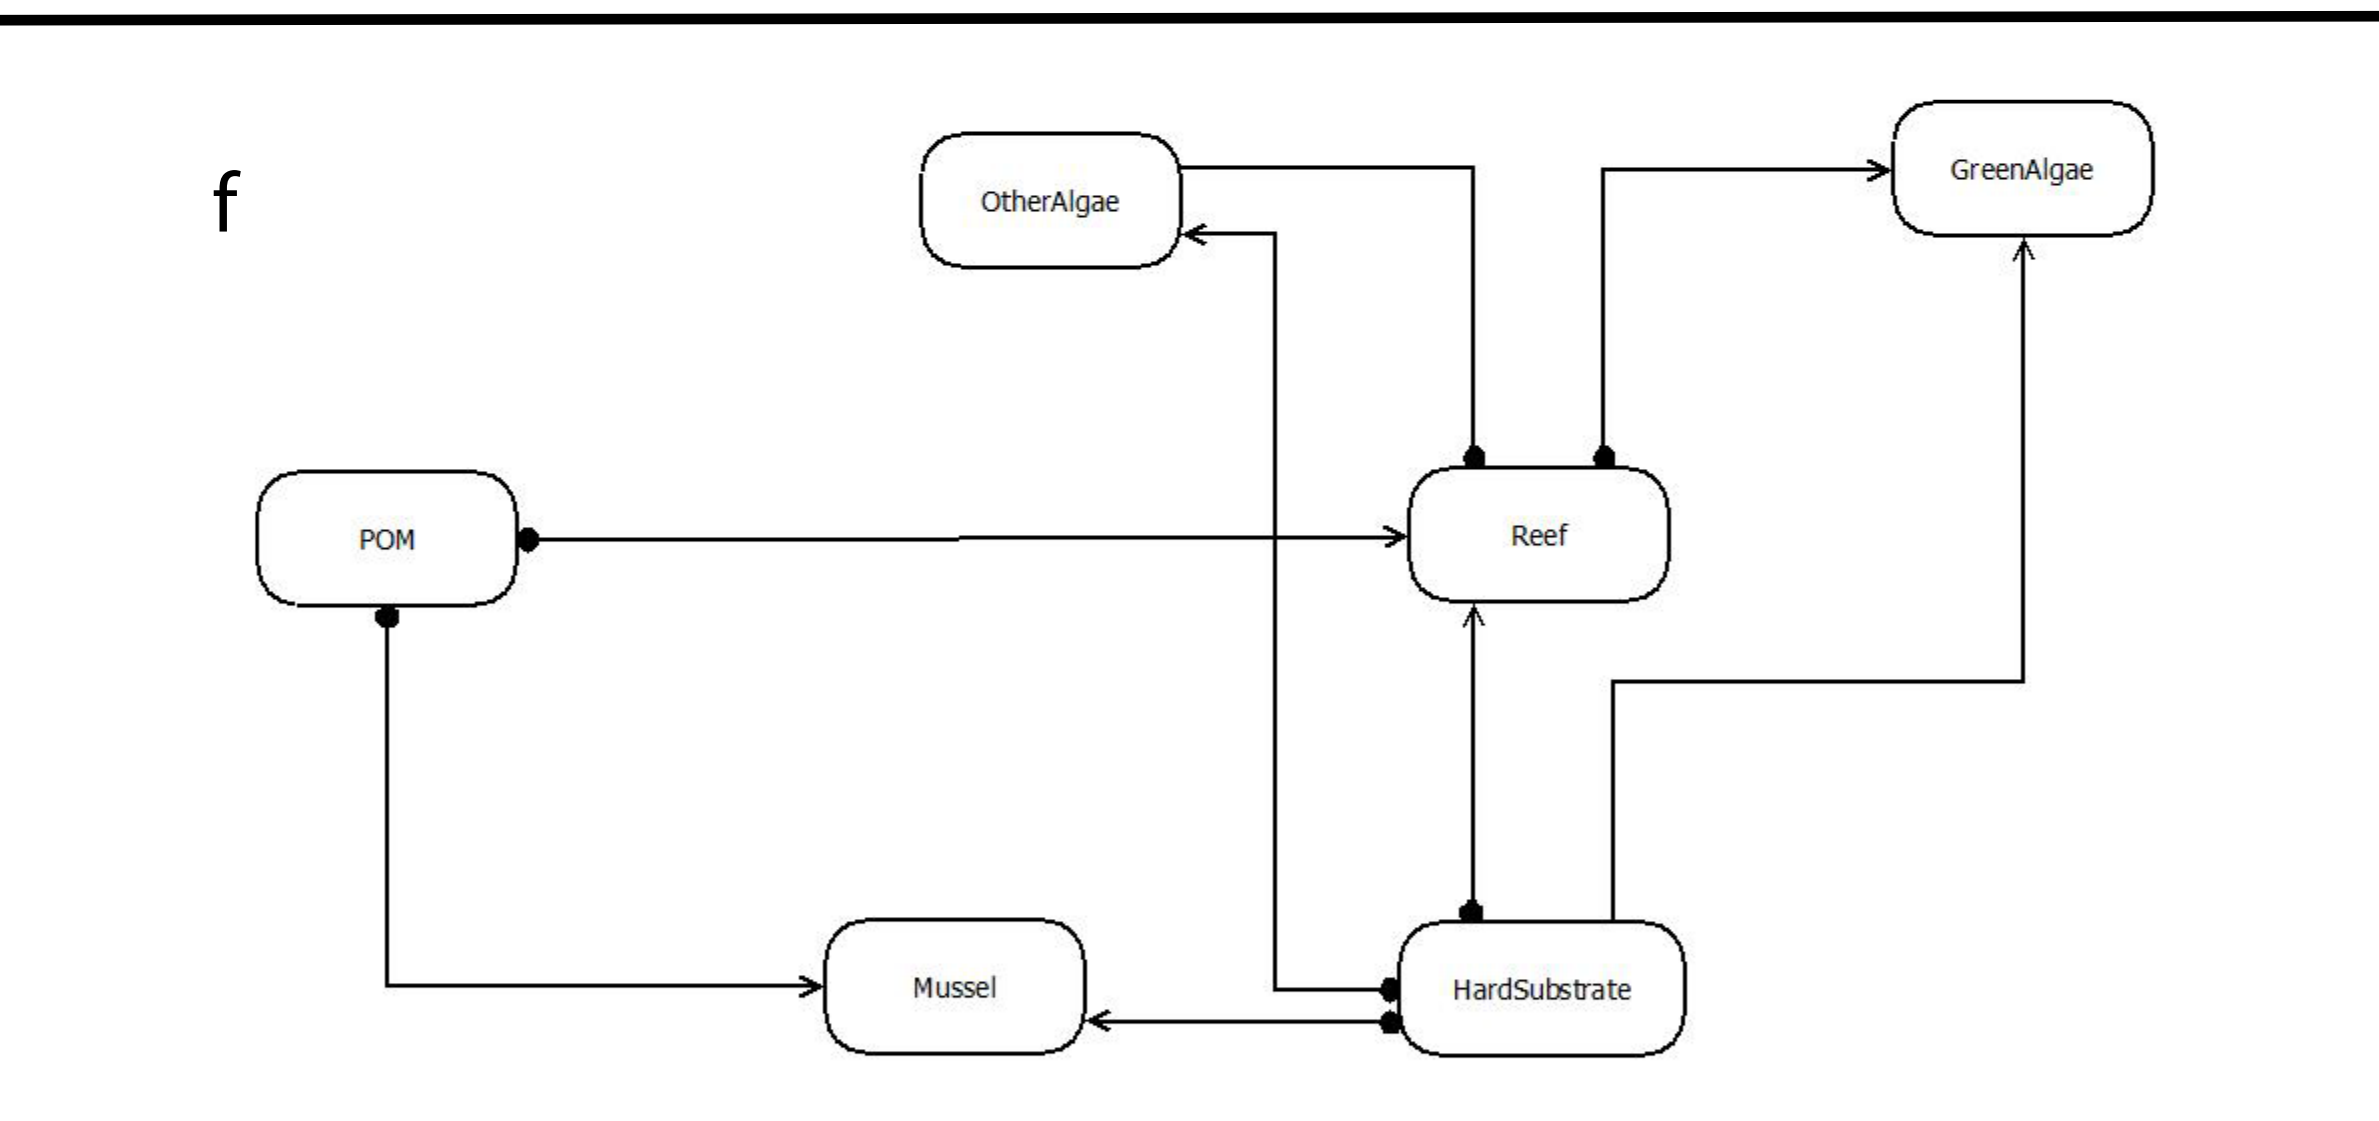 f
OtherAlgae
GreenAlgae
POM
Reef
Mussel
HardSubstrate